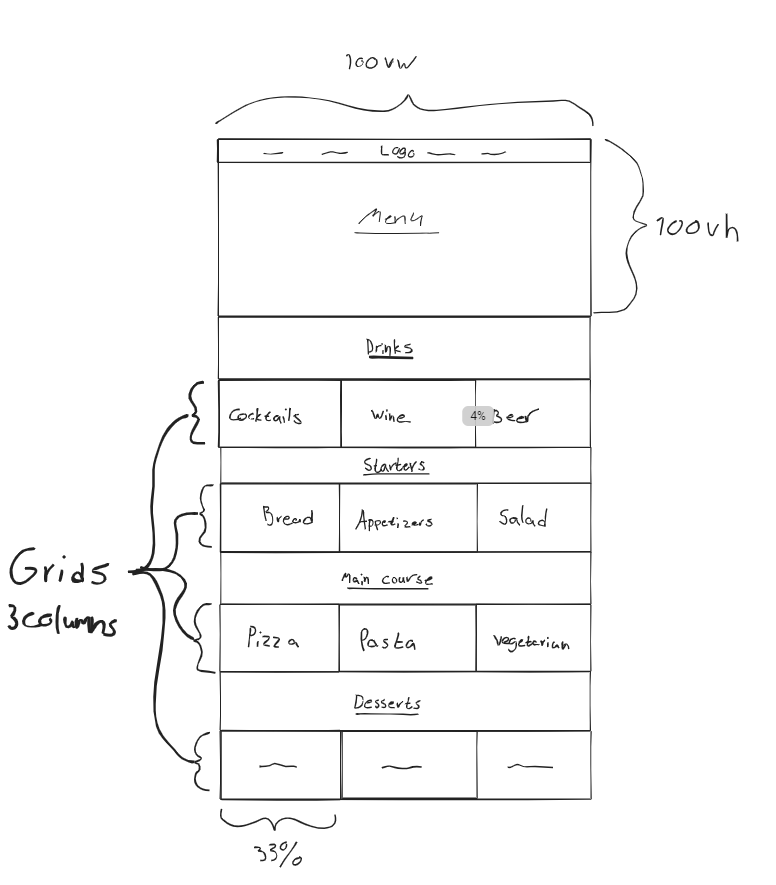 100vw
Logo
Menu
100vh
Drinks
Cocktails
Wine
4%
Beer
Starters
Bread
Appetizers
Salad
Grids
3columns
Main course
Pizza
Pasta
vegetarian
Desserts
33%